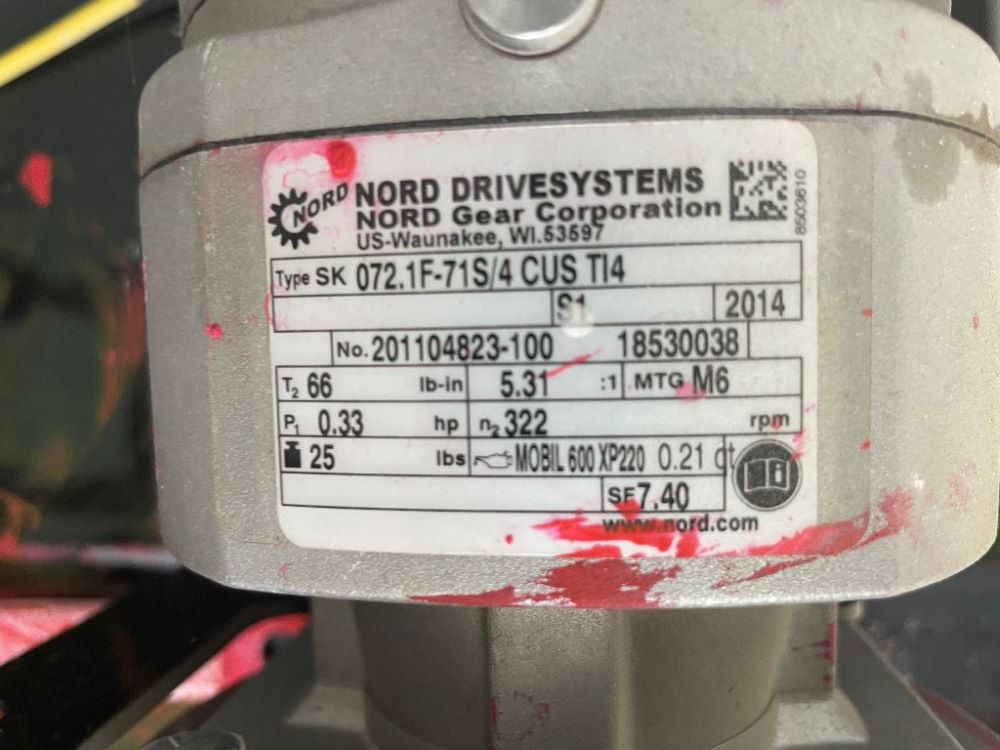 NORD
NORD DRIVESYSTEMS
NORD Gear Corporation
US-Waunakee, WI.53597
8503610
Type SK 072.1F-71S/4 CUS TI4
S1 2014
No. 201104823-100 18530038
T2 66 lb-in 5.31 :1 MTG M6
P1 0.33 hp n2 322 rpm
25 lbs MOBIL 600 XP220 0.21 qt
SF 7.40
www.nord.com